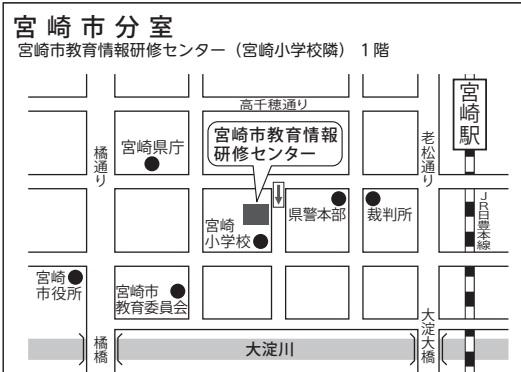 宮崎市分室
宮崎市教育情報研修センター（宮崎小学校隣）１階
高千穂通り
宮崎駅
橘通り
宮崎県庁
宮崎市教育情報
研修センター
老松通り
宮崎
小学校
県警本部
裁判所
JR日豊本線
宮崎
市役所
宮崎市
教育委員会
橘橋
大淀川
大淀大橋